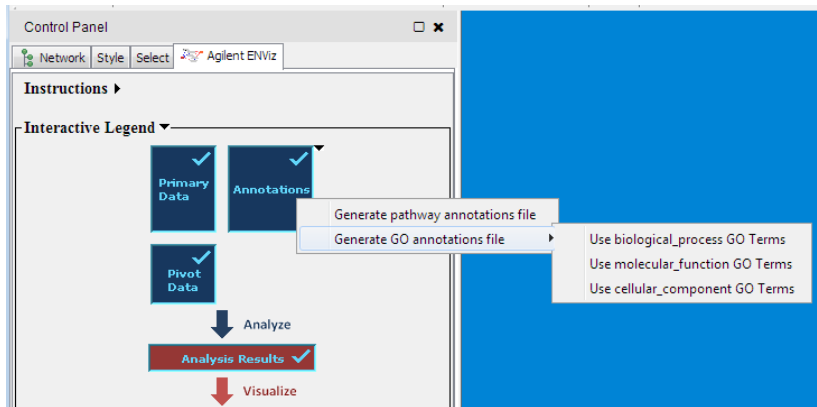 Control Panel
Network Style Select Agilent ENViz
Instructions
Interactive Legend
Primary
Data
Annotations
Generate pathway annotations file
Generate GO annotations file
Use biological_process GO Terms
Use molecular_function GO Terms
Use cellular_component GO Terms
Pivot
Data
Analyze
Analysis Results
Visualize